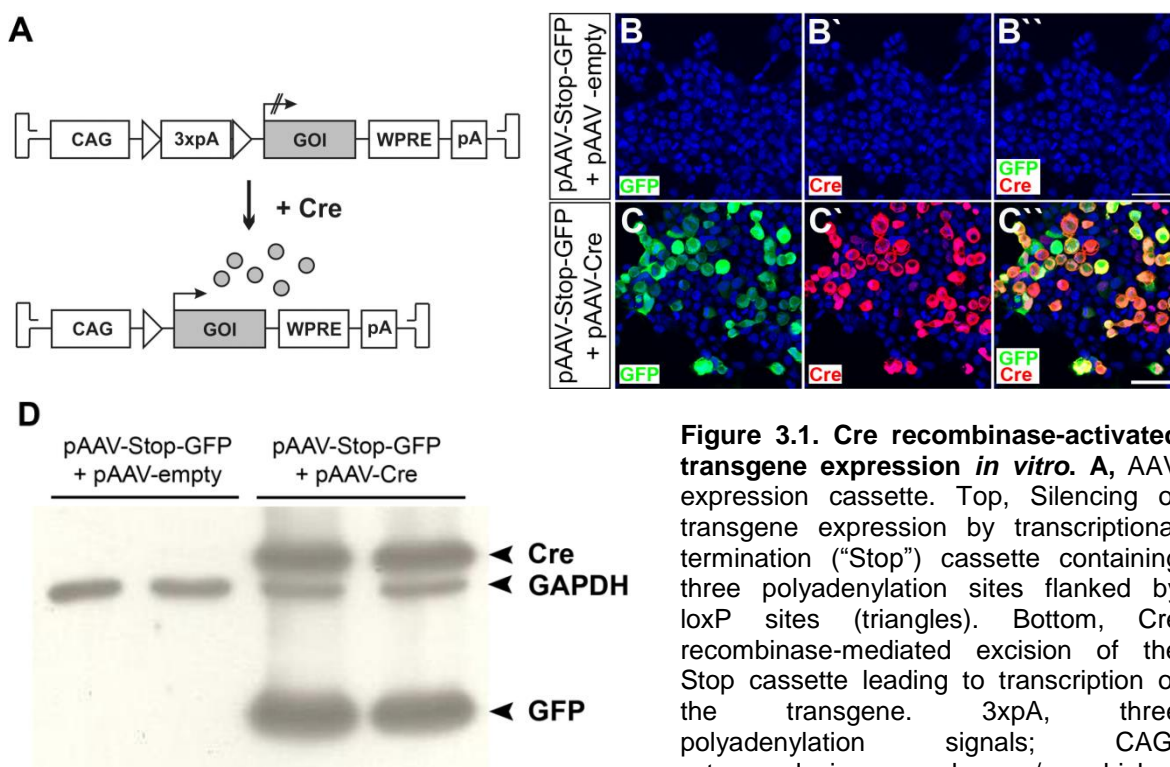 A
CAG 3xpA GOI WPRE pA
+ Cre
CAG GOI WPRE pA
pAAV-Stop-GFP
+ pAAV -empty
B
GFP
B`
Cre
B``
GFP
Cre
pAAV-Stop-GFP
+ pAAV-Cre
C
GFP
C`
Cre
C``
GFP
Cre
D
pAAV-Stop-GFP
+ pAAV-empty
pAAV-Stop-GFP
+ pAAV-Cre
Cre
GAPDH
GFP
Figure 3.1. Cre recombinase-activated
transgene expression in vitro. A, AAV
expression cassette. Top, Silencing
transgene expression by
termination (“Stop”) cassette containing
three polyadenylation sites flanked
loxP sites (triangles). Bottom, Cre
recombinase-mediated excision of the
Stop cassette leading to transcription
the transgene. 3xpA, three
polyadenylation signals; CAG